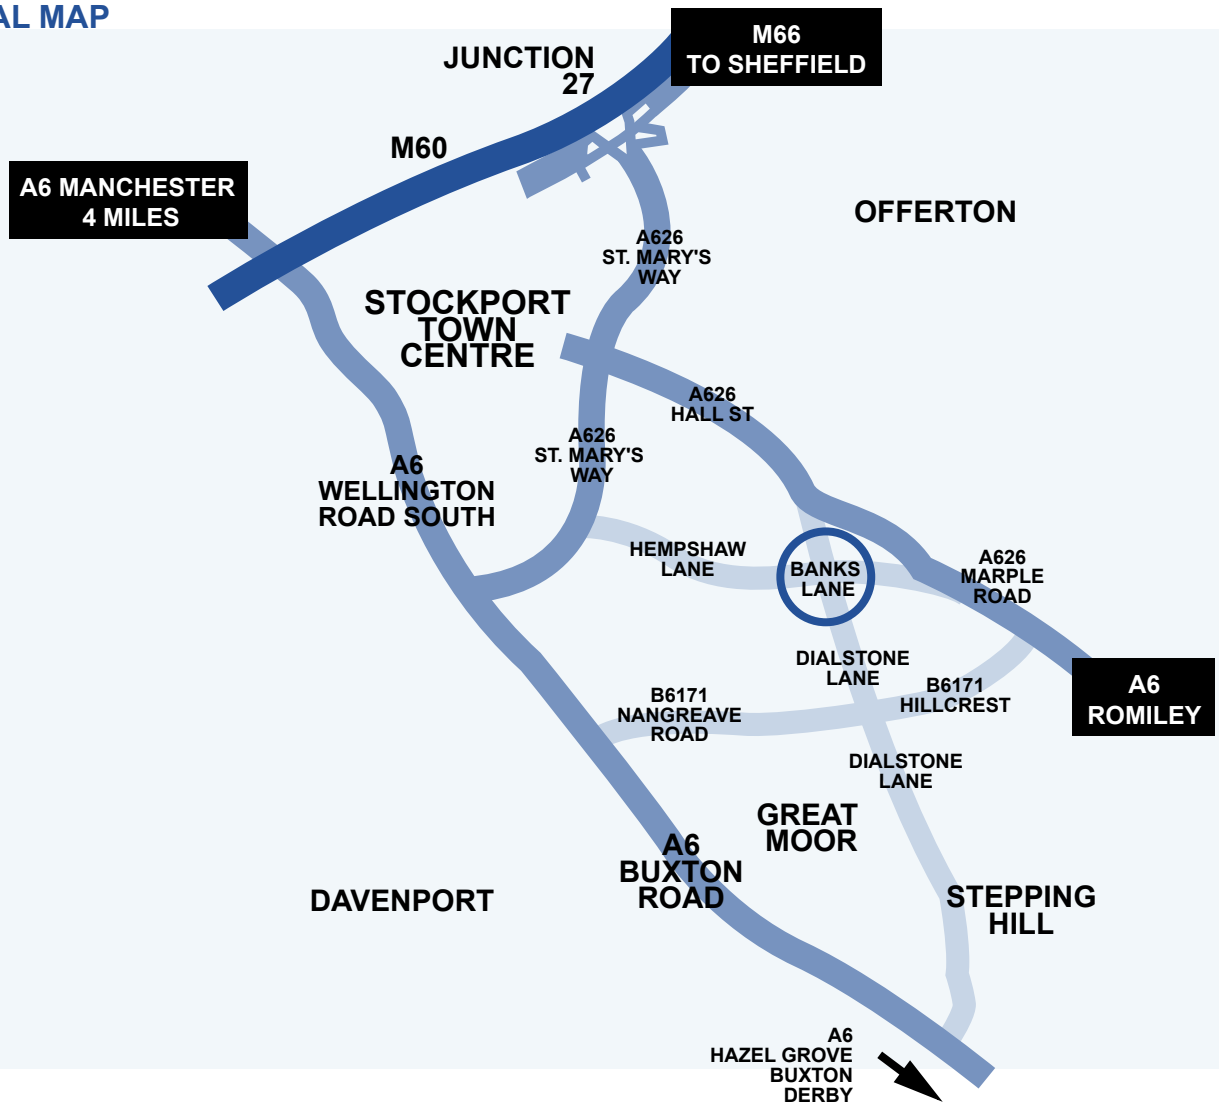 AL MAP
M66
TO SHEFFIELD
JUNCTION
27
M60
A6 MANCHESTER
4 MILES
OFFERTON
A626
ST. MARY'S
WAY
STOCKPORT
TOWN
CENTRE
A626
HALL ST
A626
ST. MARY'S
WAY
A6
WELLINGTON
ROAD SOUTH
HEMPSHAW
LANE
BANKS
LANE
A626
MARPLE
ROAD
DIALSTONE
LANE
B6171
HILLCREST
A6
ROMILEY
B6171
NANGREAVE
ROAD
DIALSTONE
LANE
GREAT
MOOR
A6
BUXTON
ROAD
DAVENPORT
STEPPING
HILL
A6
HAZEL GROVE
BUXTON
DERBY